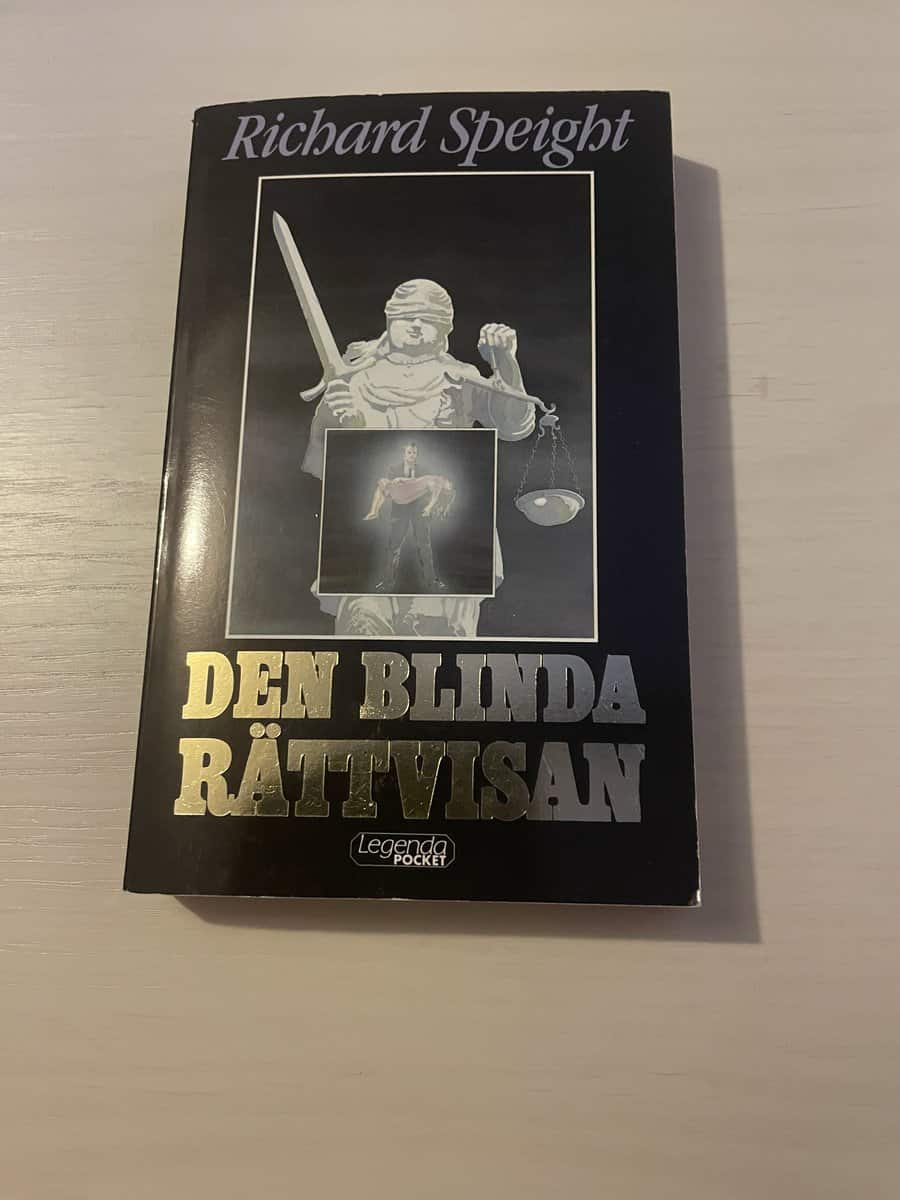 Richard Speight
DEN BLINDA
RÄTTVISAN
Legenda
POCKET